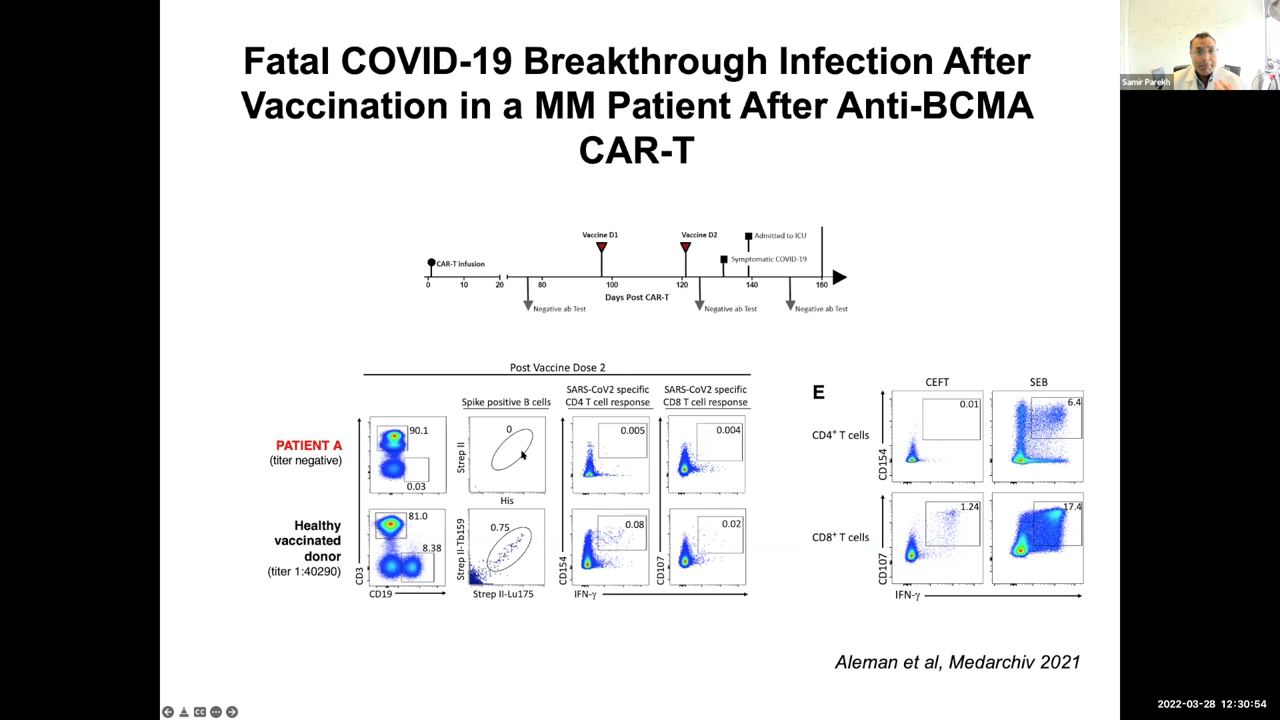 Fatal COVID-19 Breakthrough Infection After
Vaccination in a MM Patient After Anti-BCMA
CAR-T
Samir Parekh
Vaccine D1
Vaccine D2
Admitted to ICU
CAR-T infusion
Symptomatic COVID-19
0 10 20 80 100 120 140 160
Days Post CAR-T
Negative ab Test
Negative ab Test
Negative ab Test
Post Vaccine Dose 2
Spike positive B cells
SARS-CoV2 specific
CD4 T cell response
SARS-CoV2 specific
CD8 T cell response
PATIENT A
(titer negative)
90.1
0.03
Strep II
0
His
0.005
0.004
Healthy
vaccinated
donor
(titer 1:40290)
CD3
81.0
8.38
CD19
Strep II-Tb159
0.75
Strep II-Lu175
CD154
0.08
IFN-γ
CD107
0.02
E
CEFT
SEB
CD4+ T cells
CD154
0.01
6.4
CD8+ T cells
CD107
1.24
17.4
IFN-γ
Aleman et al, Medarchiv 2021
CC
2022-03-28 12:30:54